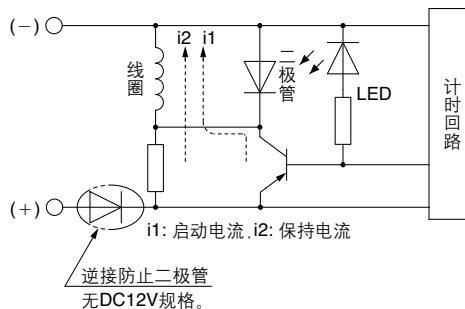 (−)
i2 i1
线圈
二极管
LED
计时回路
(+)
i1: 启动电流,i2: 保持电流
逆接防止二极管
无DC12V规格。